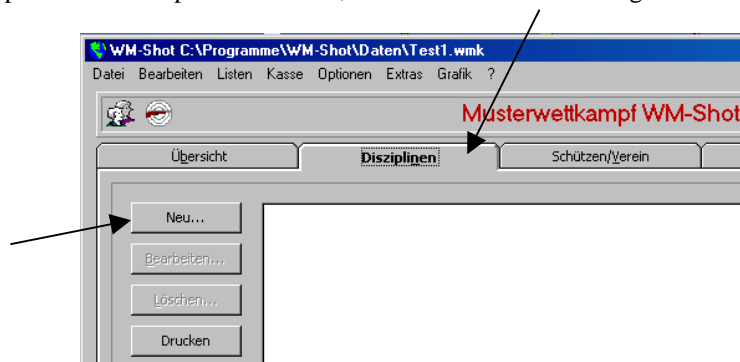 WM-Shot C:\Programme\WM-Shot\Daten\Test1.wmk
Datei Bearbeiten Listen Kasse Optionen Extras Grafik ?
Musterwettkampf WM-Shot
Übersicht Disziplinen Schützen/Verein
Neu...
Bearbeiten...
Löschen...
Drucken